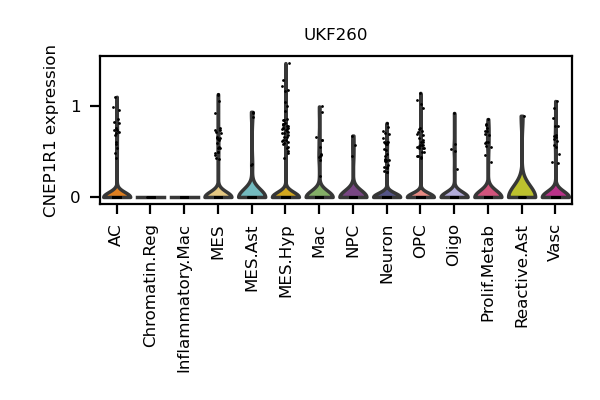 UKF260
CNEP1R1 expression
1
0
AC
Chromatin.Reg
Inflammatory.Mac
MES
MES.Ast
MES.Hyp
Mac
NPC
Neuron
OPC
Oligo
Prolif.Metab
Reactive.Ast
Vasc